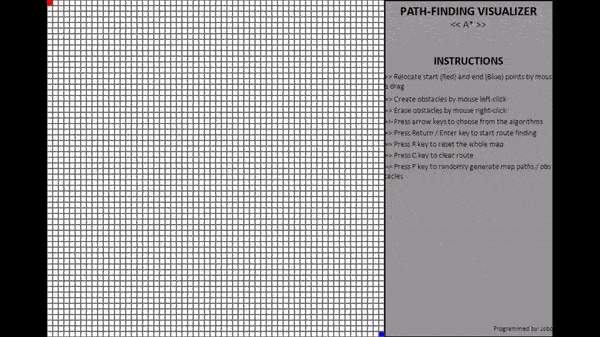 PATH-FINDING VISUALIZER
<< A* >>
INSTRUCTIONS
>> Relocate start (Red) and end (Blue) points by mous
e drag
>> Create obstacles by mouse left-click
>> Erase obstacles by mouse right-click
>> Press arrow keys to choose from the algorithms
>> Press Return / Enter key to start route finding
>> Press R key to reset the whole map
>> Press C key to clear route
>> Press P key to randomly generate map paths / obs
tacles
Programmed by: